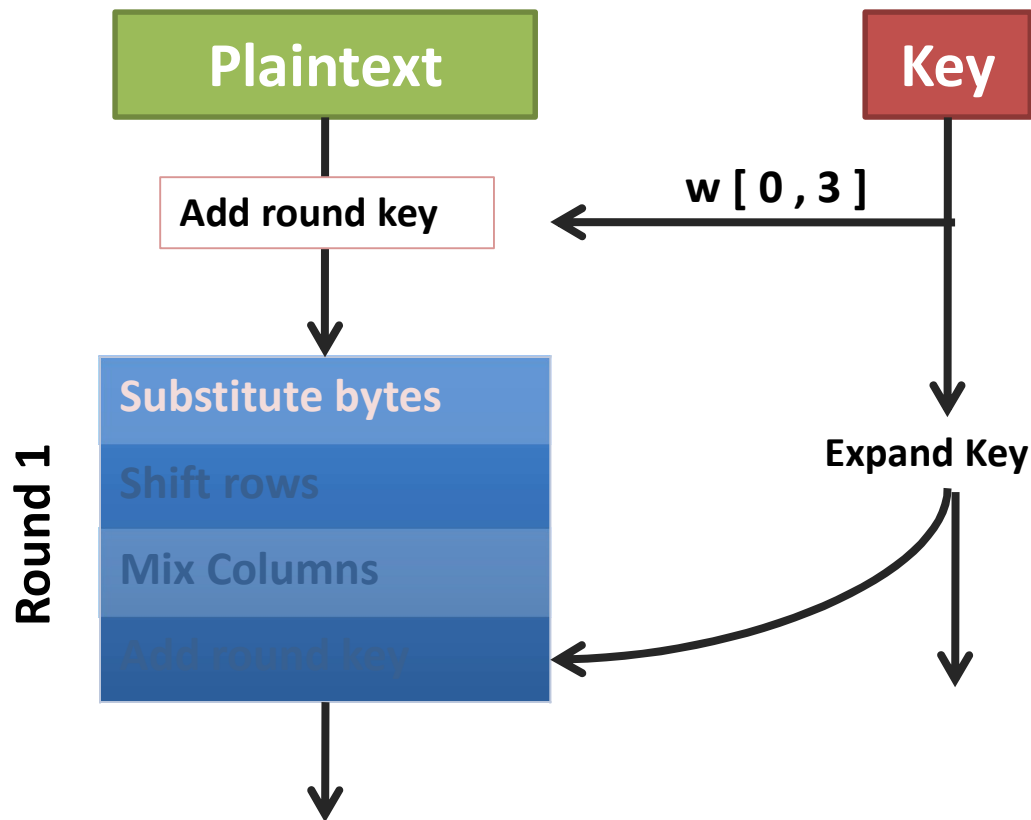 Plaintext
Key
w [ 0 , 3 ]
Add round key
Round 1
Substitute bytes
Shift rows
Mix Columns
Add round key
Expand Key